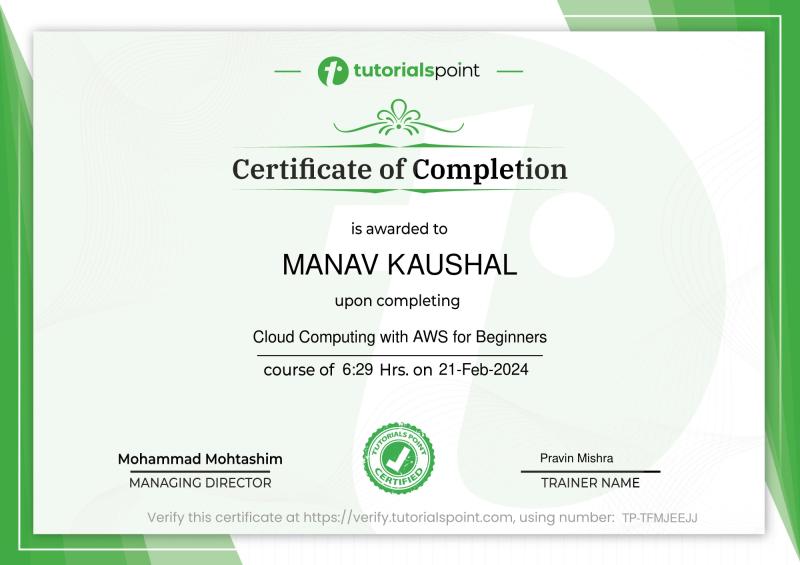 tutorialspoint
Certificate of Completion
is awarded to
MANAV KAUSHAL
upon completing
Cloud Computing with AWS for Beginners
course of 6:29 Hrs. on 21-Feb-2024
TUTORIALS POINT
CERTIFIED
Mohammad Mohtashim
MANAGING DIRECTOR
Pravin Mishra
TRAINER NAME
Verify this certificate at https://verify.tutorialspoint.com, using number: TP-TFMJEEJJ